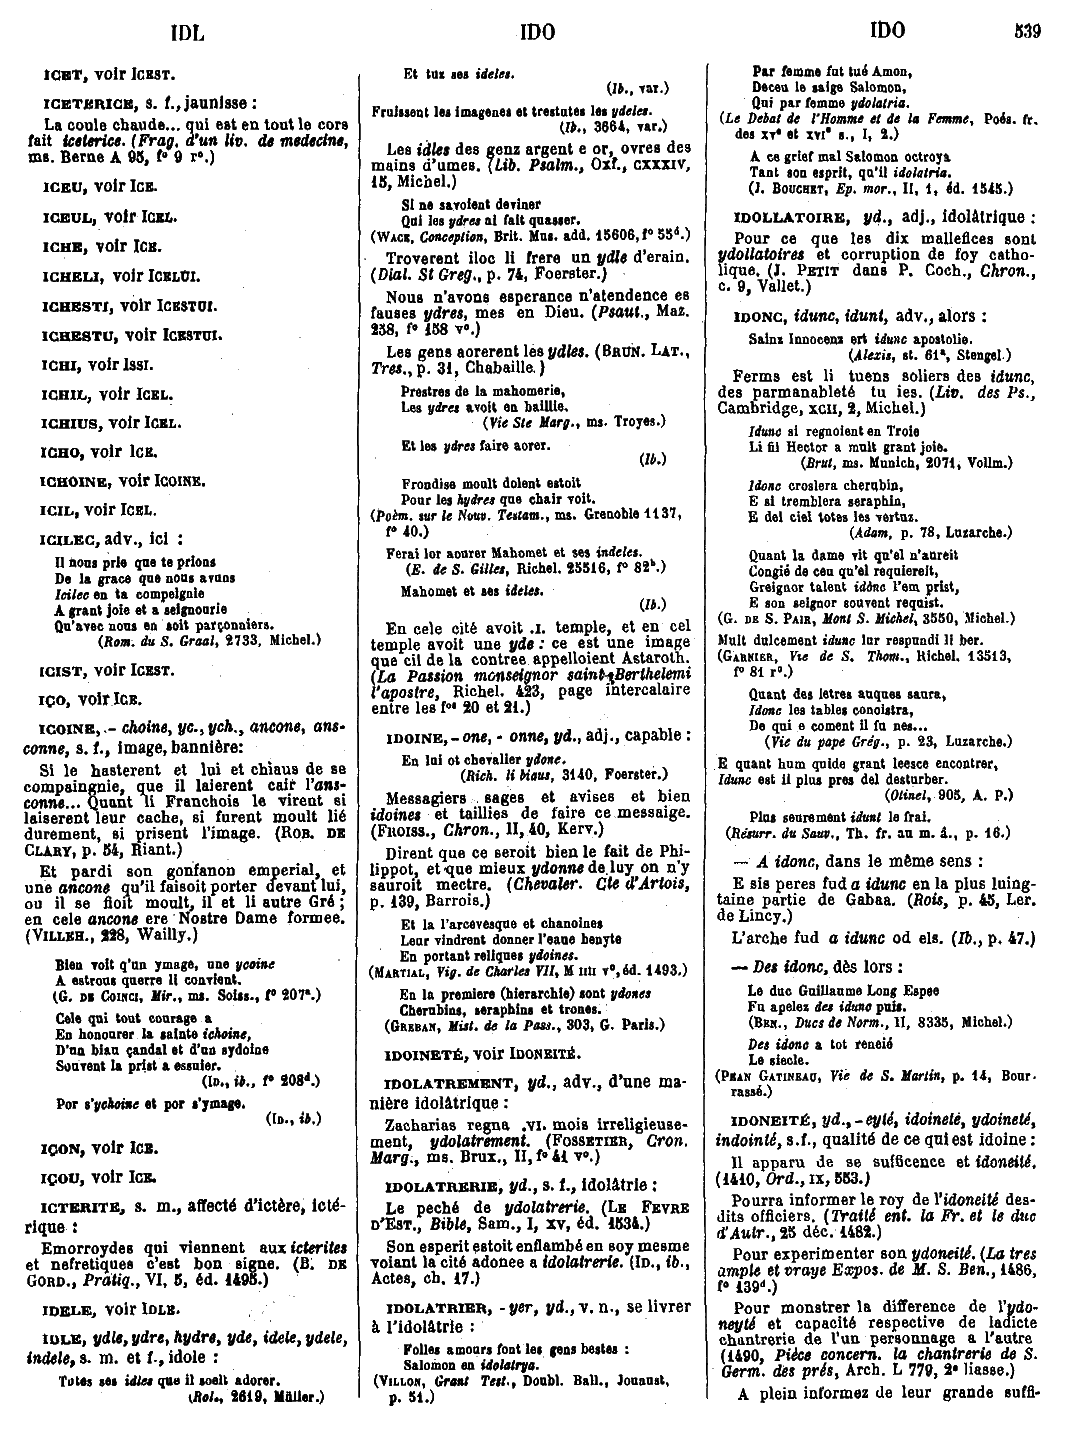 IDL
IDO
IDO
539
ICET, voir ICEST.
ICETERICE, s. f., jaunisse :
La coule chaude... qui est en tout le cors
fait iceterice. (Frag. d'un liv. de medecine,
ms. Berne A 95, f° 9 r°.)
ICEU, voir ICE.
ICEUL, voir ICEL.
ICHE, voir ICE.
ICHELI, voir ICELUI.
ICHESTI, voir ICESTUI.
ICHESTU, voir ICESTUI.
ICHI, voir ISSI.
ICHIL, voir ICEL.
ICHIUS, voir ICEL.
ICHO, voir ICE.
ICHOINE, voir ICOINE.
ICIL, voir ICEL.
ICILEC, adv., ici :
Il nous prie que te prions
De la grace que nous avuns
Icilec en ta compeignie
A grant joie et a seignourie
Qu'avec nous en soit parçonniers.
(Rom. du S. Graal, 2733, Michel.)
ICIST, voir ICEST.
IÇO, voir ICE.
ICOINE, - choine, yc., ych., ancone, ans-
conne, s. f., image, bannière:
Si le hasterent et lui et chiaus de se
compaingnie, que il laierent caïr l'ans-
conne... Quant li Franchois le virent si
laiserent leur cache, si furent moult lié
durement, si prisent l'image. (ROB. DE
CLARY, p. 54, Riant.)
Et pardi son gonfanon emperial, et
une ancone qu'il faisoit porter devant lui,
ou il se fioit moult, il et li autre Gré ;
en cele ancone ere Nostre Dame formee.
(VILLEH., 228, Wailly.)
Bien voit q'un ymage, une ycoine
A estrous querre li convient.
(G. DE COINCI, Mir., ms. Soiss., f° 207ª.)
Cele qui tout courage a
En honourer la sainte ichoine,
D'un biau çandal et d'un sydoine
Souvent la prist a essuier.
(ID., ib., f° 208d.)
Por s'ychoine et por s'ymage.
(ID., ib.)
IÇON, voir ICE.
IÇOU, voir ICE.
ICTERITE, s. m., affecté d'ictère, icté-
rique :
Emorroydes qui viennent aux icterites
et nefretiques c'est bon signe. (B. DE
GORD., Pratiq., VI, 5, éd. 1495.)
IDELE, voir IDLE.
IDLE, ydle, ydre, hydre, yde, idele, ydele,
indele, s. m. et f., idole :
Tutes ses idles que il soelt adorer.
(Rol., 2619, Müller.)
Et tuz ses ideles.
(Ib., var.)
Fruissent les imagenes et trestutes les ydeles.
(Ib., 3664, var.)
Les idles des genz argent e or, ovres des
mains d'umes. (Lib. Psalm., Oxf., CXXXIV,
15, Michel.)
Si ne savoient deviner
Qui les ydres ai fait quasser.
(WACE, Conception, Brit. Mus. add. 15606, f° 55d.)
Troverent iloc li frere un ydle d'erain.
(Dial. St Greg., p. 74, Foerster.)
Nous n'avons esperance n'atendence es
fauses ydres, mes en Dieu. (Psaut., Maz.
258, f° 158 v°.)
Les gens aorerent les ydles. (BRUN. LAT.,
Tres., p. 31, Chabaille.)
Prestres de la mahomerie,
Les ydres avoit en baillie.
(Vie Ste Marg., ms. Troyes.)
Et les ydres faire aorer.
(Ib.)
Frondise moult dolent estoit
Pour les hydres que chair voit.
(Poèm. sur le Nouv. Testam., ms. Grenoble 1137,
f° 40.)
Ferai lor aourer Mahomet et ses indeles.
(E. de S. Gilles, Richel. 25516, f° 82b.)
Mahomet et ses ideles.
(Ib.)
En cele cité avoit .I. temple, et en cel
temple avoit une yde : ce est une image
que cil de la contree appelloient Astaroth.
(La Passion monseignor saint Berthelemi
l'apostre, Richel. 423, page intercalaire
entre les fos 20 et 21.)
IDOINE, - one, - onne, yd., adj., capable :
En lui ot chevalier ydone.
(Rich. li biaus, 3140, Foerster.)
Messagiers sages et avises et bien
idoines et taillies de faire ce messaige.
(FROISS., Chron., II, 40, Kerv.)
Dirent que ce seroit bien le fait de Phi-
lippot, et que mieux ydonne de luy on n'y
sauroit mectre. (Chevaler. Cte d'Artois,
p. 139, Barrois.)
Et la l'arcevesque et chanoines
Leur vindrent donner l'eaue benyte
En portant reliques ydoines.
(MARTIAL, Vig. de Charles VII, M IIII v°, éd. 1493.)
En la premiere (hierarchie) sont ydones
Cherubins, seraphins et trones.
(GREBAN, Mist. de la Pass., 303, G. Paris.)
IDOINETÉ, voir IDONEITÉ.
IDOLATREMENT, yd., adv., d'une ma-
nière idolâtrique :
Zacharias regna .VI. mois irreligieuse-
ment, ydolatrement. (FOSSETIER, Cron.
Marg., ms. Brux., II, f° 41 v°.)
IDOLATRERIE, yd., s. f., idolâtrie :
Le peché de ydolatrerie. (LE FEVRE
D'EST., Bible, Sam., I, XV, éd. 1534.)
Son esperit estoit enflambé en soy mesme
voiant la cité adonee a idolatrerie. (ID., ib.,
Actes, ch. 17.)
IDOLATRIER, - yer, yd., v. n., se livrer
à l'idolâtrie :
Folles amours font les gens bestes :
Salomon en idolatrya.
(VILLON, Grant Test., Doubl. Ball., Jouaust,
p. 51.)
Par femme fut tué Amon,
Deceu le saige Salomon,
Qui par femme ydolatria.
(Le Debat de l'Homme et de la Femme, Poés. fr.
des XVe et XVIe s., I, 2.)
A ce grief mal Salomon octroya
Tant son esprit, qu'il idolatria.
(J. BOUCHET, Ep. mor., II, 1, éd. 1545.)
IDOLLATOIRE, yd., adj., idolâtrique :
Pour ce que les dix malefices sont
ydollatoires et corruption de foy catho-
lique. (J. PETIT dans P. Coch., Chron.,
c. 9, Vallet.)
IDONC, idunc, idunt, adv., alors :
Sainz Innocenz ert idunc apostolie.
(Alexis, st. 61ª, Stengel.)
Ferms est li tuens soliers des idunc,
des parmanableté tu ies. (Liv. des Ps.,
Cambridge, XCII, 2, Michel.)
Idunc si regnoient en Troie
Li fil Hector a mult grant joie.
(Brut, ms. Munich, 2071, Vollm.)
Idonc croslera cherubin,
E si tremblera seraphin,
E del ciel totes les vertuz.
(Adam, p. 78, Luzarche.)
Quant la dame vit qu'el n'aureit
Congié de ceu qu'el requiereit,
Greignor talent idonc l'em prist,
E son seignor souvent requist.
(G. DE S. PAIR, Mont S. Michel, 3550, Michel.)
Mult dulcement idunc lur respundi li ber.
(GARNIER, Vie de S. Thom., Richel. 13513,
f° 81 r°.)
Quant des letres auques saura,
Idonc les tables conoistra,
De qui e coment il fu nes...
(Vie du pape Grég., p. 23, Luzarche.)
E quant hum quide grant leesce encontrer,
Idunc est il plus pres del desturber.
(Otinel, 905, A. P.)
Plus seurement idunt le frai.
(Résurr. du Sauv., Th. fr. au m. â., p. 16.)
— A idonc, dans le même sens :
E sis peres fud a idunc en la plus luing-
taine partie de Gabaa. (Rois, p. 45, Ler.
de Lincy.)
L'arche fud a idunc od els. (Ib., p. 47.)
— Des idonc, dès lors :
Le duc Guillaume Long Espee
Fu apelez des idunc puis.
(BEN., Ducs de Norm., II, 8335, Michel.)
Des idonc a tot reneié
Le siecle.
(PEAN GATINEAU, Vie de S. Martin, p. 14, Bour-
rassé.)
IDONEITÉ, yd., - eyté, idoineté, ydoineté,
indointé, s. f., qualité de ce qui est idoine :
Il apparu de se sufficence et idoneité.
(1410, Ord., IX, 553.)
Pourra informer le roy de l'idoneité des-
dits officiers. (Traité ent. la Fr. et le duc
d'Autr., 25 déc. 1482.)
Pour experimenter son ydoneité. (La tres
ample et vraye Expos. de M. S. Ben., 1486,
f° 139d.)
Pour monstrer la difference de l'ydo-
neyté et capacité respective de ladicte
chantrerie de l'un personnage a l'autre
(1490, Pièce concern. la chantrerie de S.
Germ. des prés, Arch. L 779, 2e liasse.)
A plein informez de leur grande suffi-